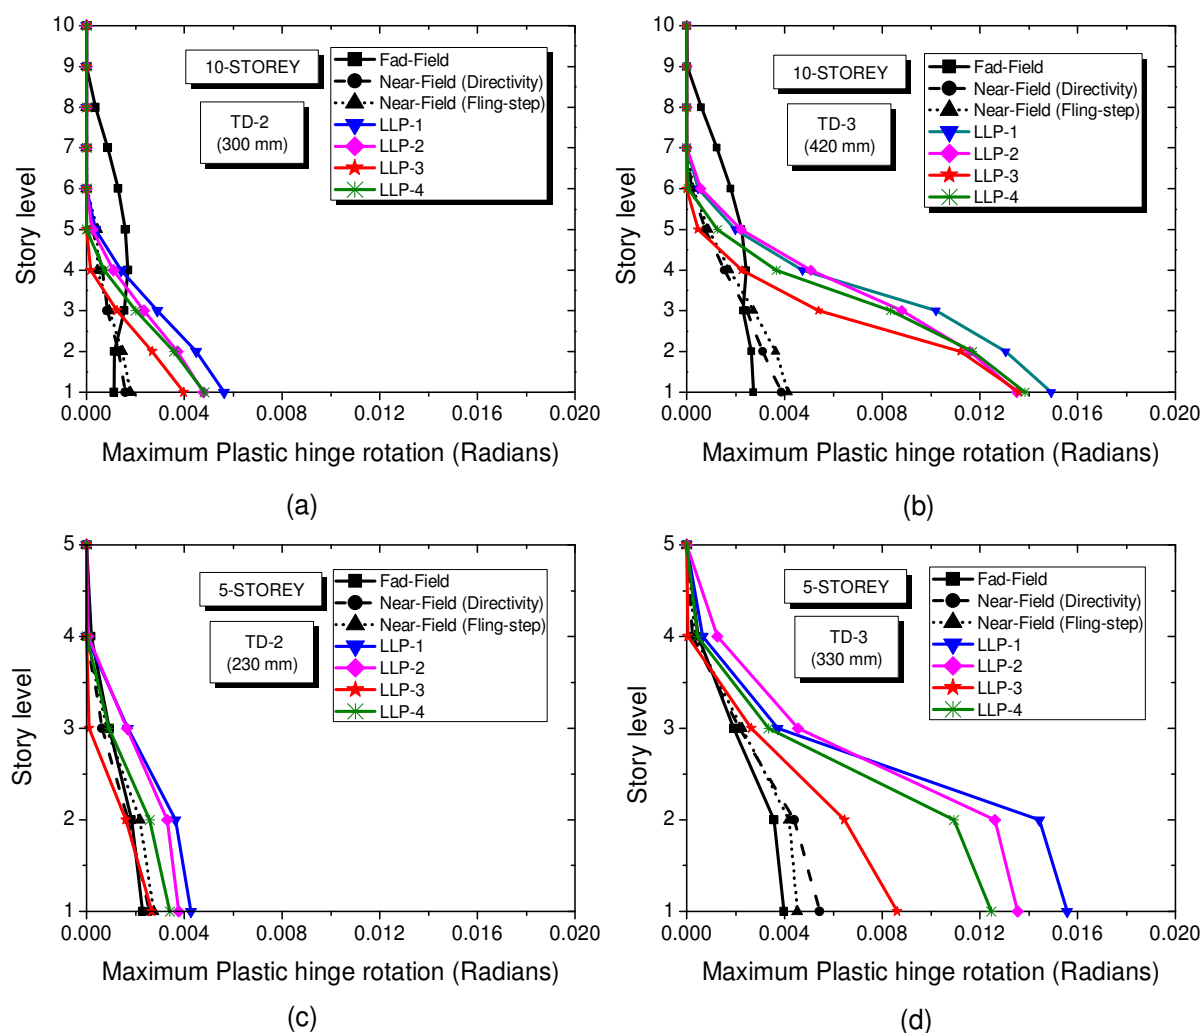 10
9
8
7
6
5
4
3
2
1
Story level
10-STOREY
TD-2
(300 mm)
Fad-Field
Near-Field (Directivity)
Near-Field (Fling-step)
LLP-1
LLP-2
LLP-3
LLP-4
0.000 0.004 0.008 0.012 0.016 0.020
Maximum Plastic hinge rotation (Radians)
(a)
10
9
8
7
6
5
4
3
2
1
Story level
10-STOREY
TD-3
(420 mm)
Fad-Field
Near-Field (Directivity)
Near-Field (Fling-step)
LLP-1
LLP-2
LLP-3
LLP-4
0.000 0.004 0.008 0.012 0.016 0.020
Maximum Plastic hinge rotation (Radians)
(b)
5
4
3
2
1
Story level
5-STOREY
TD-2
(230 mm)
Fad-Field
Near-Field (Directivity)
Near-Field (Fling-step)
LLP-1
LLP-2
LLP-3
LLP-4
0.000 0.004 0.008 0.012 0.016 0.020
Maximum Plastic hinge rotation (Radians)
(c)
5
4
3
2
1
Story level
5-STOREY
TD-3
(330 mm)
Fad-Field
Near-Field (Directivity)
Near-Field (Fling-step)
LLP-1
LLP-2
LLP-3
LLP-4
0.000 0.004 0.008 0.012 0.016 0.020
Maximum Plastic hinge rotation (Radians)
(d)